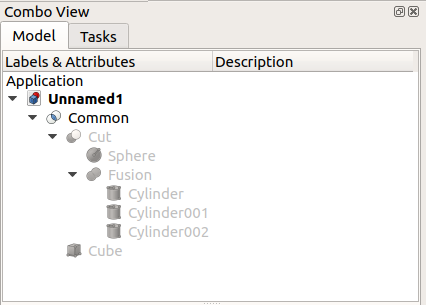 Combo View
Model Tasks
Labels & Attributes Description
Application
Unnamed1
Common
Cut
Sphere
Fusion
Cylinder
Cylinder001
Cylinder002
Cube